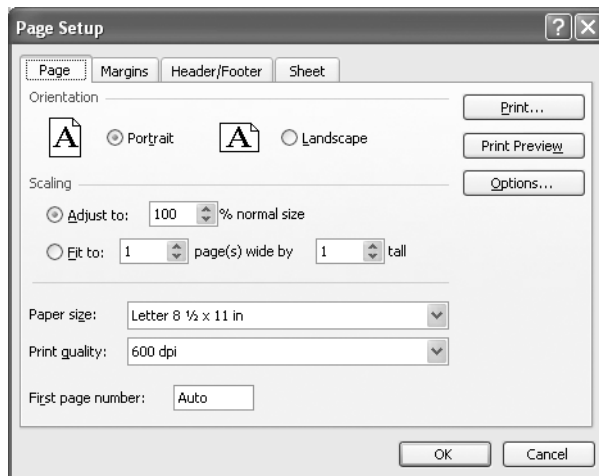 Page Setup
Page Margins Header/Footer Sheet
Orientation
A Portrait A Landscape
Print...
Print Preview
Options...
Scaling
Adjust to: 100 % normal size
Fit to: 1 page(s) wide by 1 tall
Paper size: Letter 8 ½ x 11 in
Print quality: 600 dpi
First page number: Auto
OK Cancel